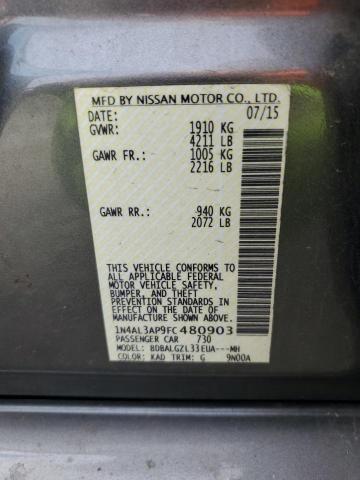 MFD BY NISSAN MOTOR CO., LTD.
DATE: 07/15
GVWR: 1910 KG
4211 LB
GAWR FR.: 1005 KG
2216 LB
GAWR RR.: 940 KG
2072 LB
THIS VEHICLE CONFORMS TO
ALL APPLICABLE FEDERAL
MOTOR VEHICLE SAFETY,
BUMPER, AND THEFT
PREVENTION STANDARDS IN
EFFECT ON THE DATE OF
MANUFACTURE SHOWN ABOVE.
1N4AL3AP9FC480903
PASSENGER CAR 730
MODEL: BDBALGZL33EUA---MH
COLOR: KAD TRIM: G 9N00A